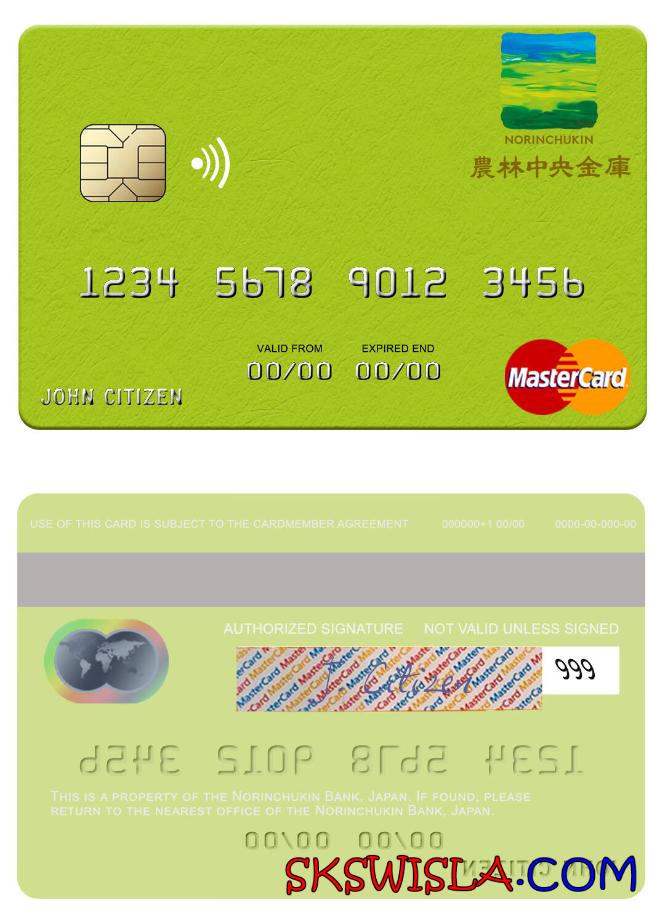 NORINCHUKIN
農林中央金庫
1234 5678 9012 3456
VALID FROM EXPIRED END
00/00 00/00
JOHN CITIZEN
MasterCard
USE OF THIS CARD IS SUBJECT TO THE CARDMEMBER AGREEMENT 000000+1 00/00 0000-00-000-00
AUTHORIZED SIGNATURE NOT VALID UNLESS SIGNED
J. Citizen 999
1234 5678 9012 3456
THIS IS A PROPERTY OF THE NORINCHUKIN BANK, JAPAN. IF FOUND, PLEASE
RETURN TO THE NEAREST OFFICE OF THE NORINCHUKIN BANK, JAPAN.
00/00 00/00
JOHN CITIZEN
SKSWISLA.COM